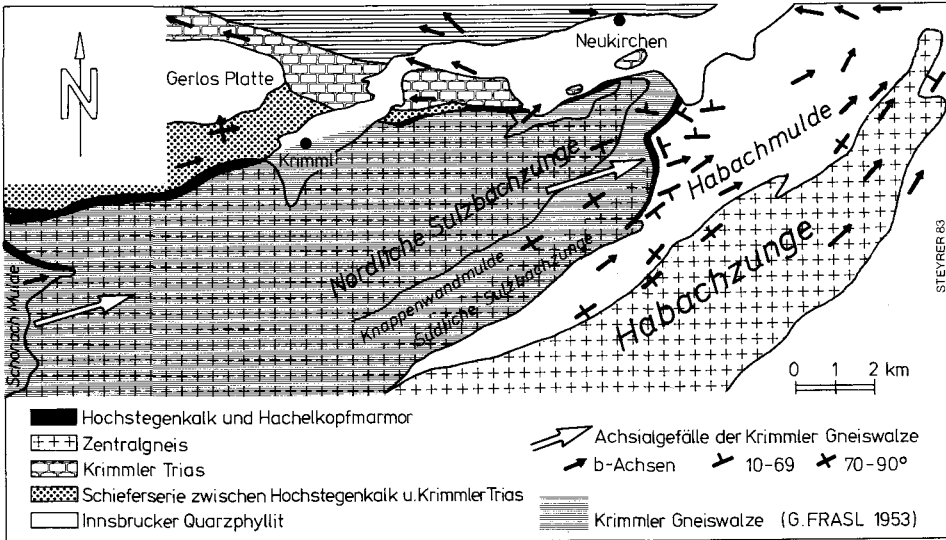 N
Neukirchen
Gerlos Platte
Krimml
Habachmulde
Nördliche Sulzbachzunge
Knappenwandmulde
Südliche Sulzbachzunge
Habachzunge
Schönach Mulde
STEYRER 83
0 1 2 km
Hochstegenkalk und Hachelkopfmarmor
Zentralgneis
Krimmler Trias
Schieferserie zwischen Hochstegenkalk u. Krimmler Trias
Innsbrucker Quarzphyllit
Achsialgefälle der Krimmler Gneiswalze
b-Achsen 10-69 70-90°
Krimmler Gneiswalze (G. FRASL 1953)